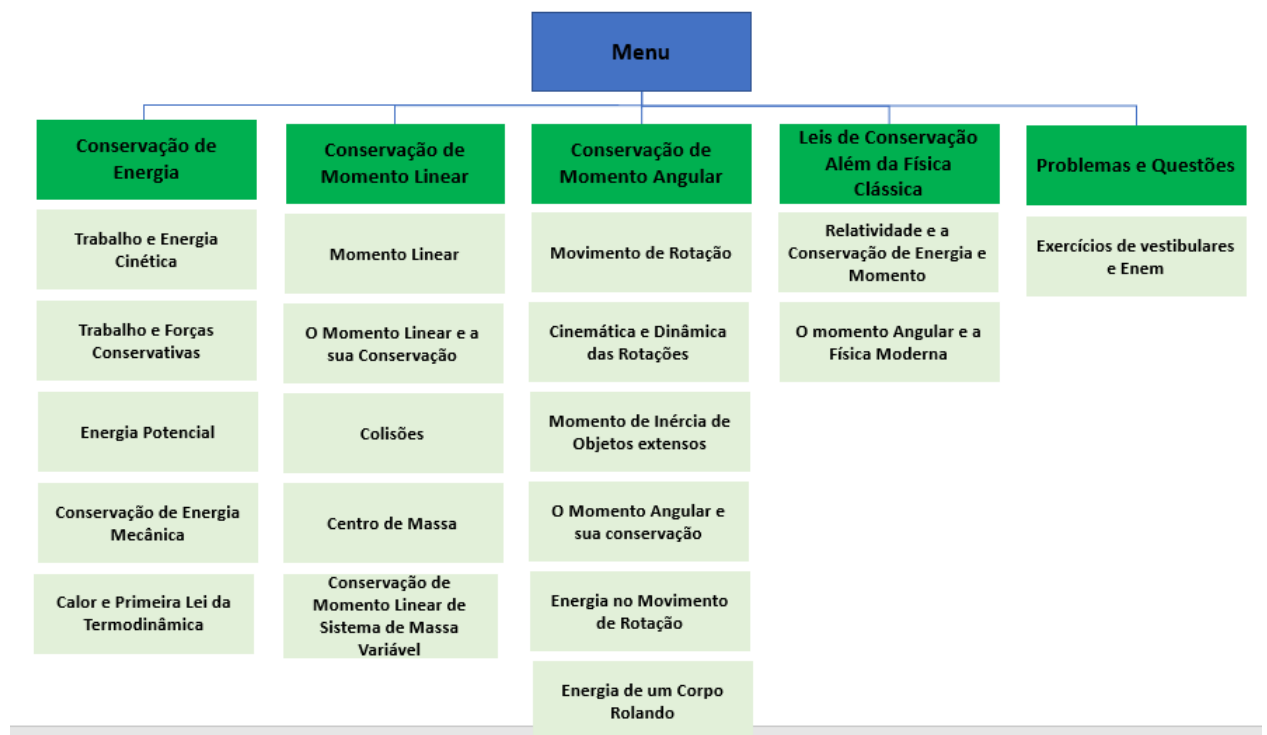 Menu
Conservação de
Energia
Trabalho e Energia
Cinética
Trabalho e Forças
Conservativas
Energia Potencial
Conservação de Energia
Mecânica
Calor e Primeira Lei da
Termodinâmica
Conservação de
Momento Linear
Momento Linear
O Momento Linear e a
sua Conservação
Colisões
Centro de Massa
Conservação de
Momento Linear de
Sistema de Massa
Variável
Conservação de
Momento Angular
Movimento de Rotação
Cinemática e Dinâmica
das Rotações
Momento de Inércia de
Objetos extensos
O Momento Angular e
sua conservação
Energia no Movimento
de Rotação
Energia de um Corpo
Rolando
Leis de Conservação
Além da Física
Clássica
Relatividade e a
Conservação de Energia e
Momento
O momento Angular e a
Física Moderna
Problemas e Questões
Exercícios de vestibulares
e Enem